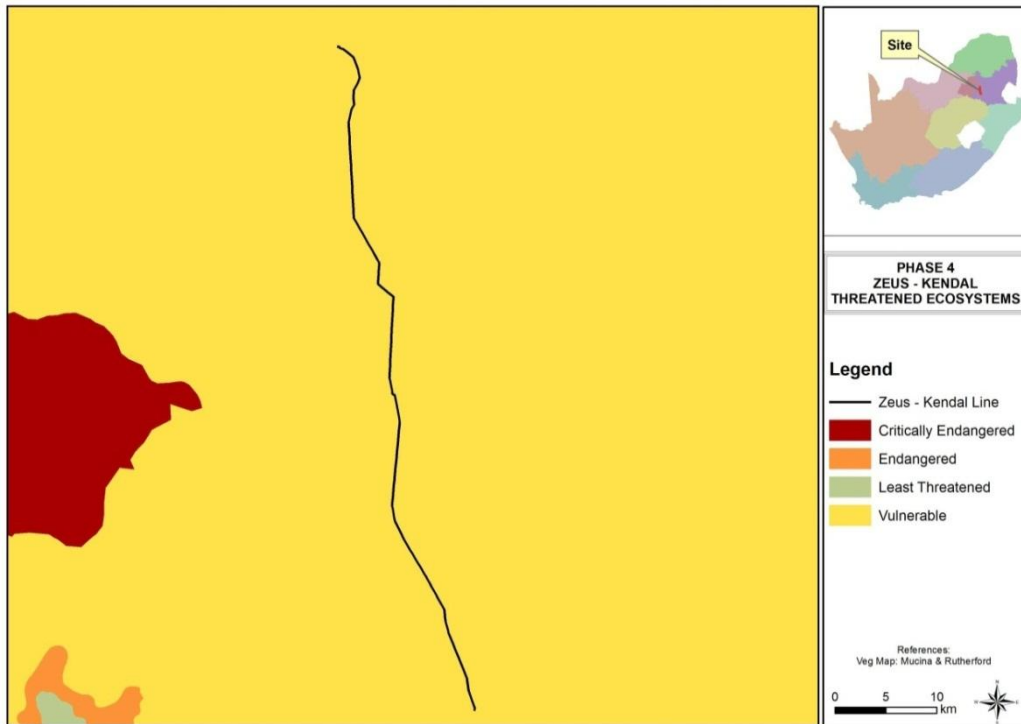 Site
PHASE 4
ZEUS - KENDAL
THREATENED ECOSYSTEMS
Legend
Zeus - Kendal Line
Critically Endangered
Endangered
Least Threatened
Vulnerable
References:
Veg Map: Mucina & Rutherford
0 5 10
km